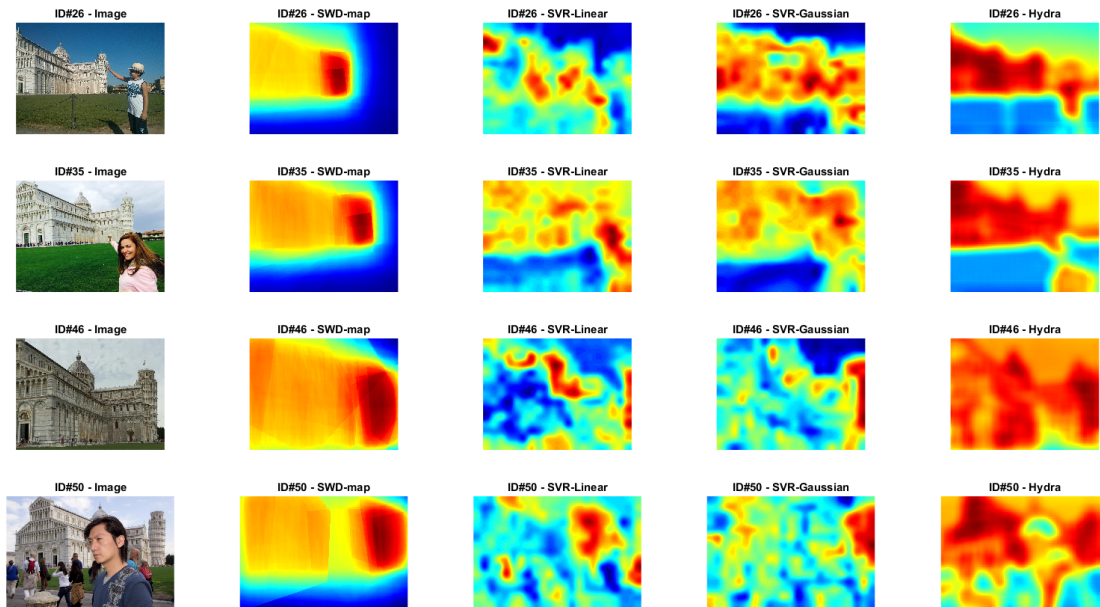 ID#26 - Image
ID#26 - SWD-map
ID#26 - SVR-Linear
ID#26 - SVR-Gaussian
ID#26 - Hydra
ID#35 - Image
ID#35 - SWD-map
ID#35 - SVR-Linear
ID#35 - SVR-Gaussian
ID#35 - Hydra
ID#46 - Image
ID#46 - SWD-map
ID#46 - SVR-Linear
ID#46 - SVR-Gaussian
ID#46 - Hydra
ID#50 - Image
ID#50 - SWD-map
ID#50 - SVR-Linear
ID#50 - SVR-Gaussian
ID#50 - Hydra